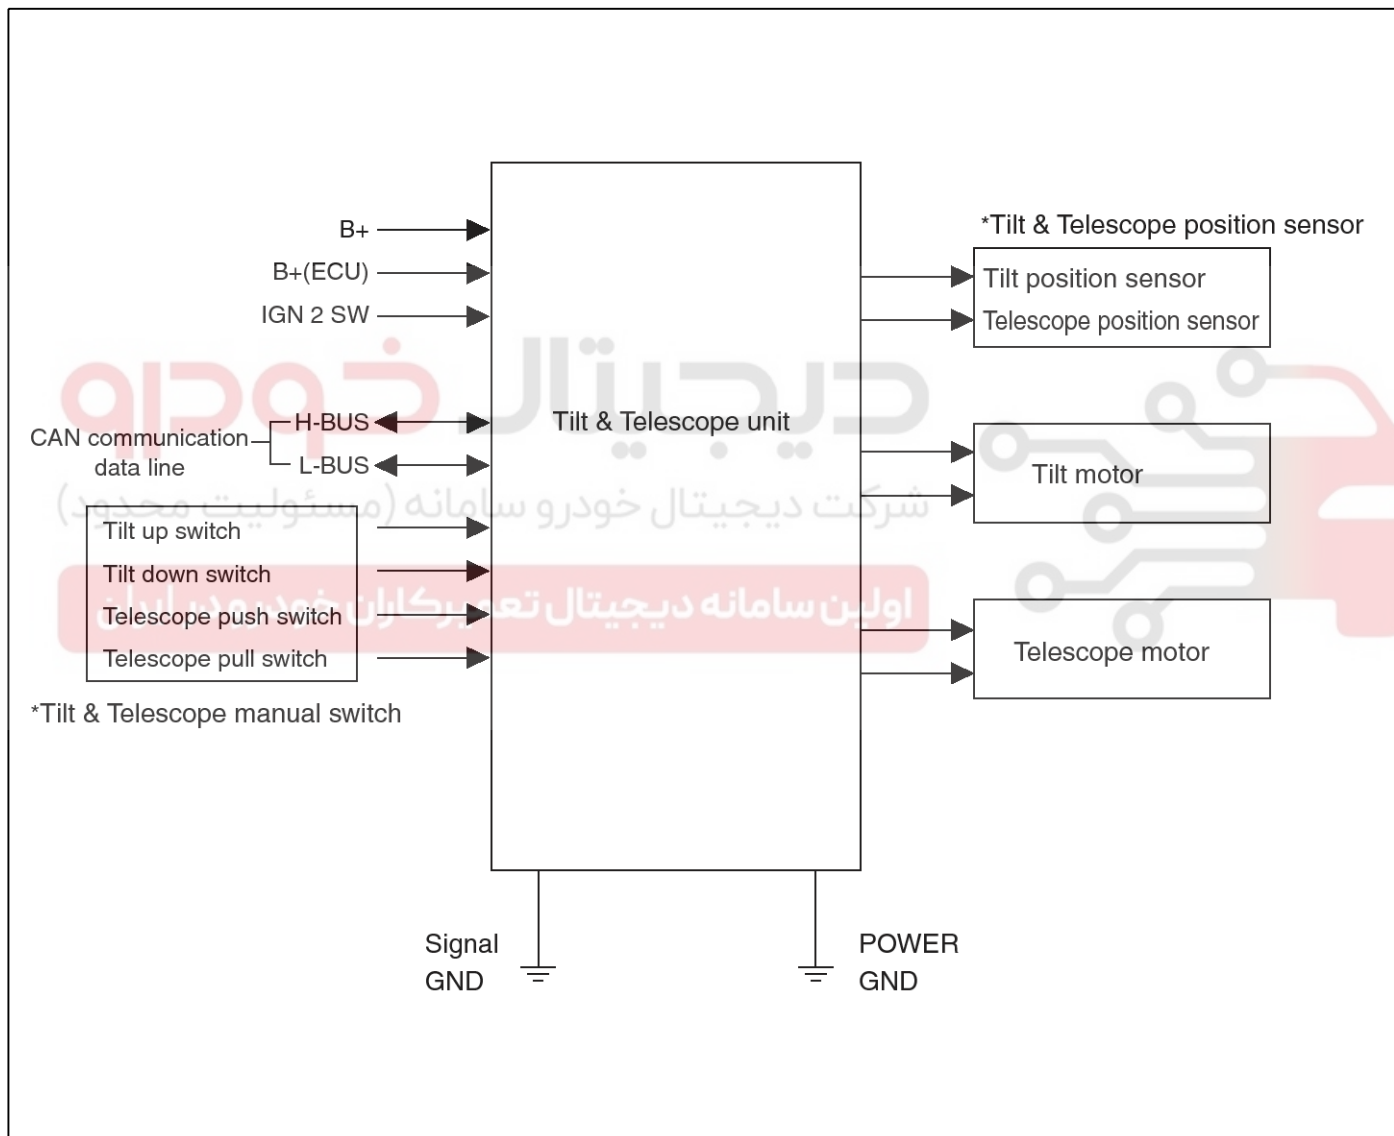 B+
B+(ECU)
IGN 2 SW
CAN communication
data line
H-BUS
L-BUS
Tilt up switch
Tilt down switch
Telescope push switch
Telescope pull switch
*Tilt & Telescope manual switch
Tilt & Telescope unit
*Tilt & Telescope position sensor
Tilt position sensor
Telescope position sensor
Tilt motor
Telescope motor
Signal
GND
POWER
GND
دیجیتال خودرو
شرکت دیجیتال خودرو سامانه (مسئولیت محدود)
اولین سامانه دیجیتال تعمیرکاران خودرو در ایران